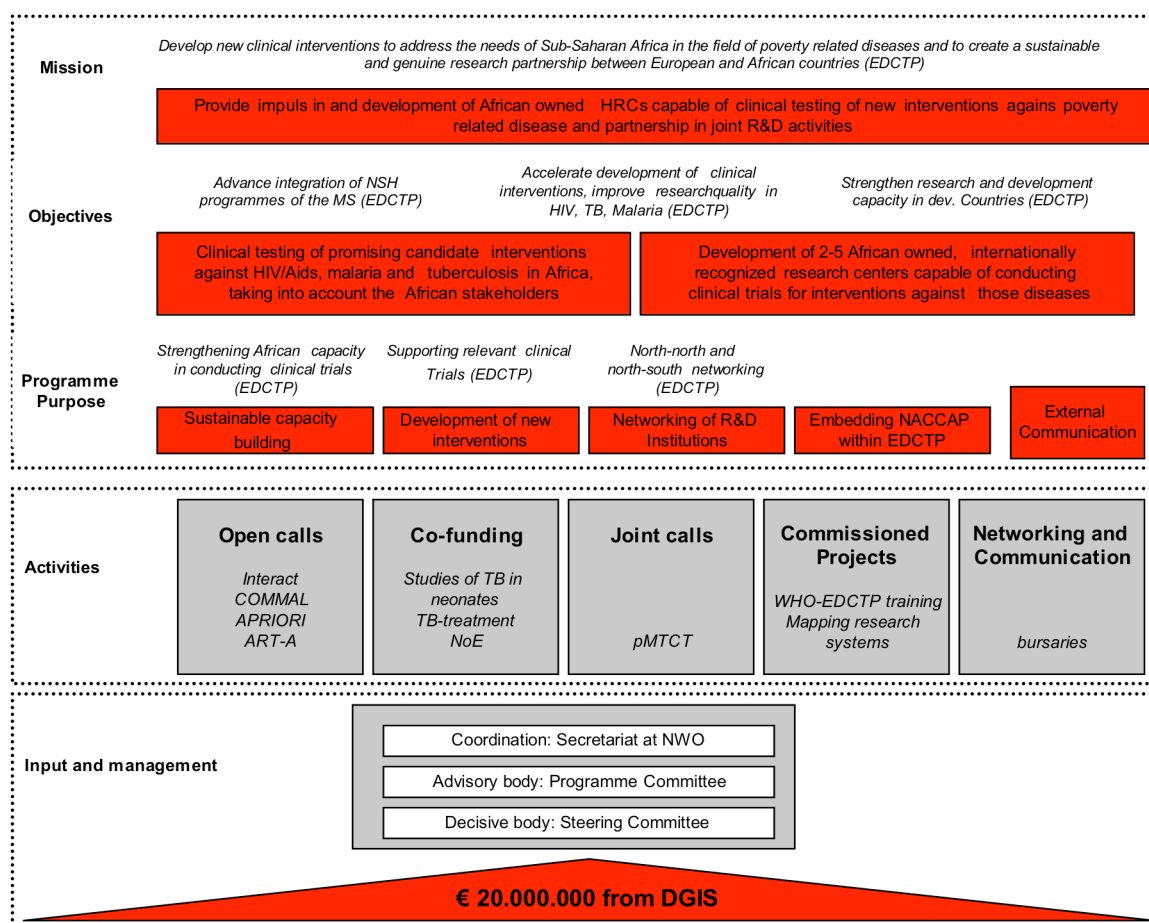 Mission
Develop new clinical interventions to address the needs of Sub-Saharan Africa in the field of poverty related diseases and to create a sustainable
and genuine research partnership between European and African countries (EDCTP)
Provide impuls in and development of African owned HRCs capable of clinical testing of new interventions agains poverty
related disease and partnership in joint R&D activities
Objectives
Advance integration of NSH
programmes of the MS (EDCTP)
Accelerate development of clinical
interventions, improve researchquality in
HIV, TB, Malaria (EDCTP)
Strengthen research and development
capacity in dev. Countries (EDCTP)
Clinical testing of promising candidate interventions
against HIV/Aids, malaria and tuberculosis in Africa,
taking into account the African stakeholders
Development of 2-5 African owned, internationally
recognized research centers capable of conducting
clinical trials for interventions against those diseases
Programme
Purpose
Strengthening African capacity
in conducting clinical trials
(EDCTP)
Supporting relevant clinical
Trials (EDCTP)
North-north and
north-south networking
(EDCTP)
Sustainable capacity
building
Development of new
interventions
Networking of R&D
Institutions
Embedding NACCAP
within EDCTP
External
Communication
Activities
Open calls
Interact
COMMAL
APRIORI
ART-A
Co-funding
Studies of TB in
neonates
TB-treatment
NoE
Joint calls
pMTCT
Commissioned
Projects
WHO-EDCTP training
Mapping research
systems
Networking and
Communication
bursaries
Input and management
Coordination: Secretariat at NWO
Advisory body: Programme Committee
Decisive body: Steering Committee
€ 20.000.000 from DGIS